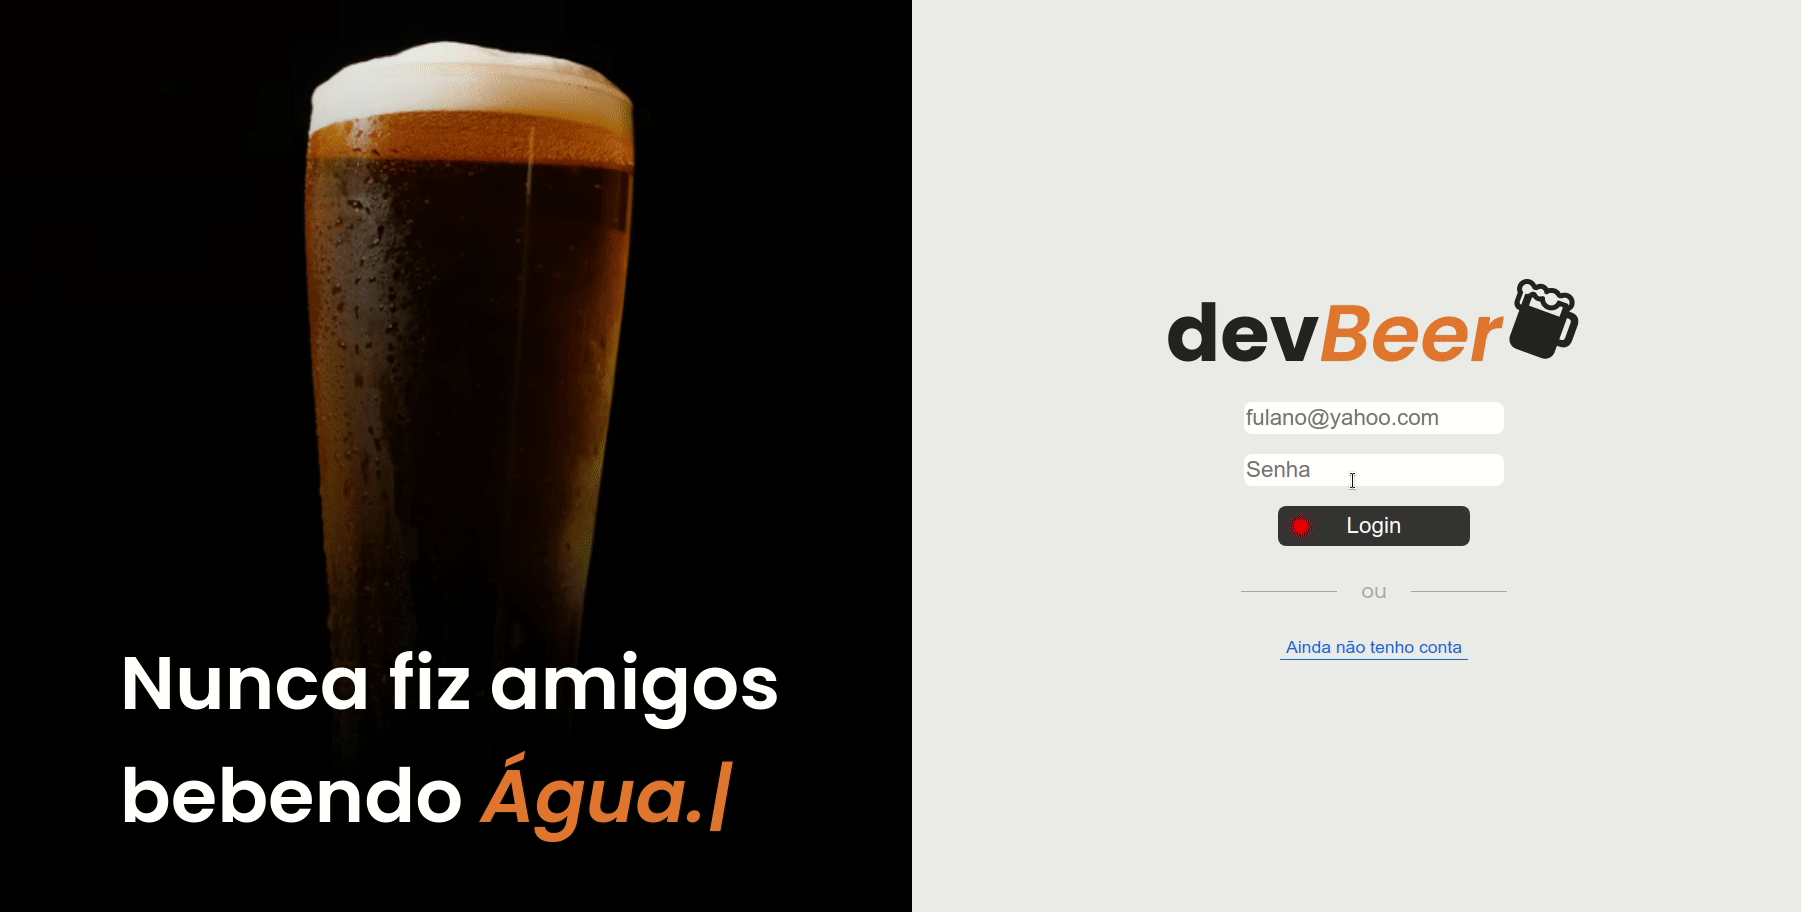 Nunca fiz amigos
bebendo Água.|
devBeer
fulano@yahoo.com
Senha
Login
ou
Ainda não tenho conta